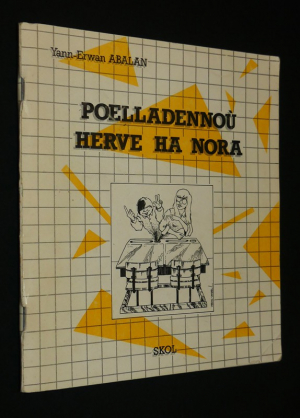 Yann-Erwan ABALAN
POELLADENNOÙ
HERVE HA NORA
SKOL